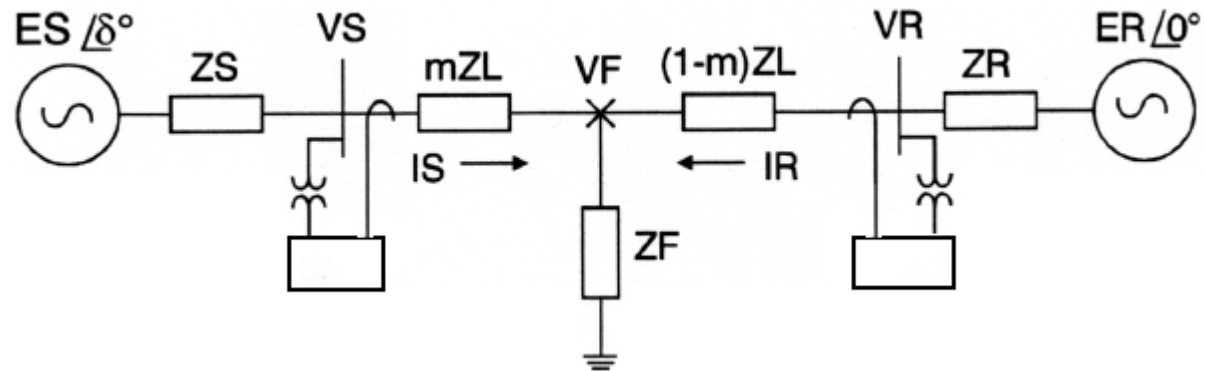 ES /δ° VS VR ER /0°
ZS mZL VF (1-m)ZL ZR
IS IR
ZF